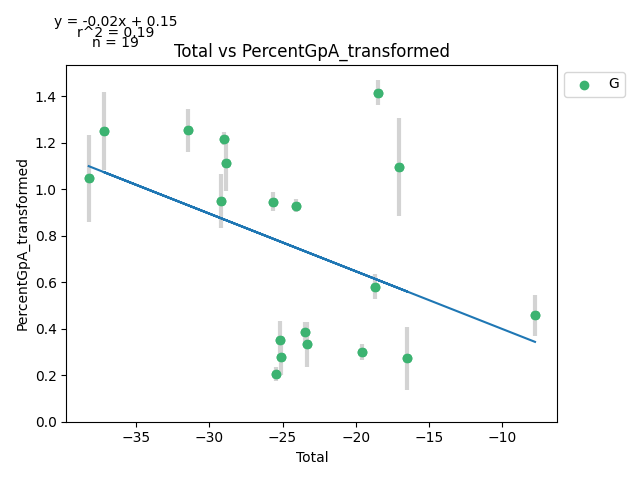 y = -0.02x + 0.15
r^2 = 0.19
n = 19
Total vs PercentGpA_transformed
G
PercentGpA_transformed
1.4
1.2
1.0
0.8
0.6
0.4
0.2
0.0
−35 −30 −25 −20 −15 −10
Total